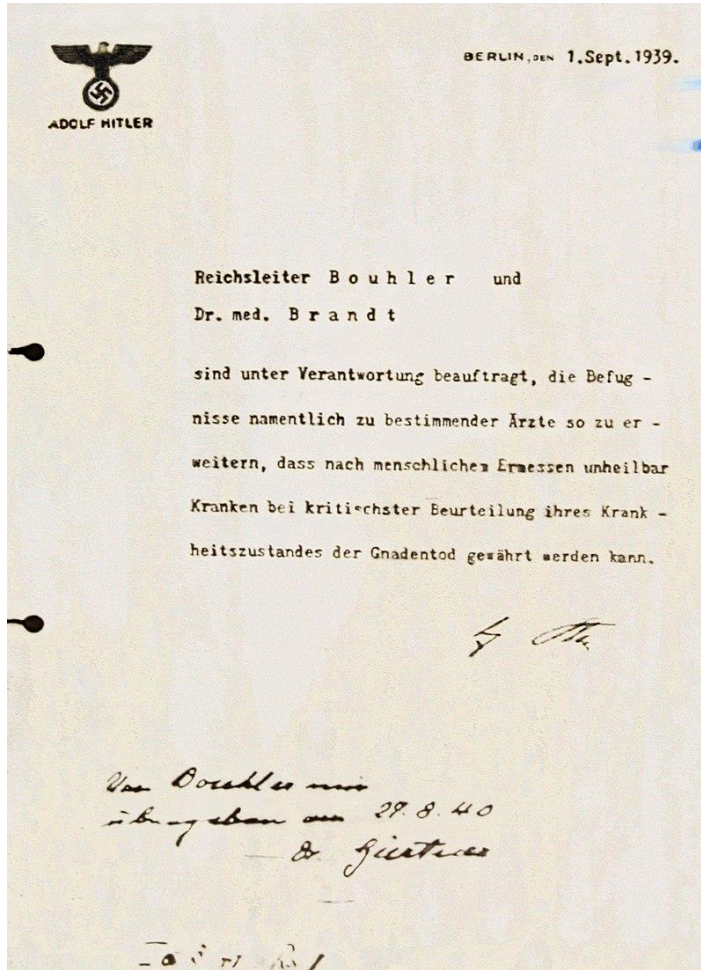 ADOLF HITLER
BERLIN, DEN 1.Sept.1939.
Reichsleiter B o u h l e r und
Dr. med. B r a n d t
sind unter Verantwortung beauftragt, die Befug -
nisse namentlich zu bestimmender Ärzte so zu er -
weitern, dass nach menschlichem Ermessen unheilbar
Kranken bei kritischster Beurteilung ihres Krank -
heitszustandes der Gnadentod gewährt werden kann.
Von Bouhler mir
übergeben am 27.8.40
Dr. Gürtner